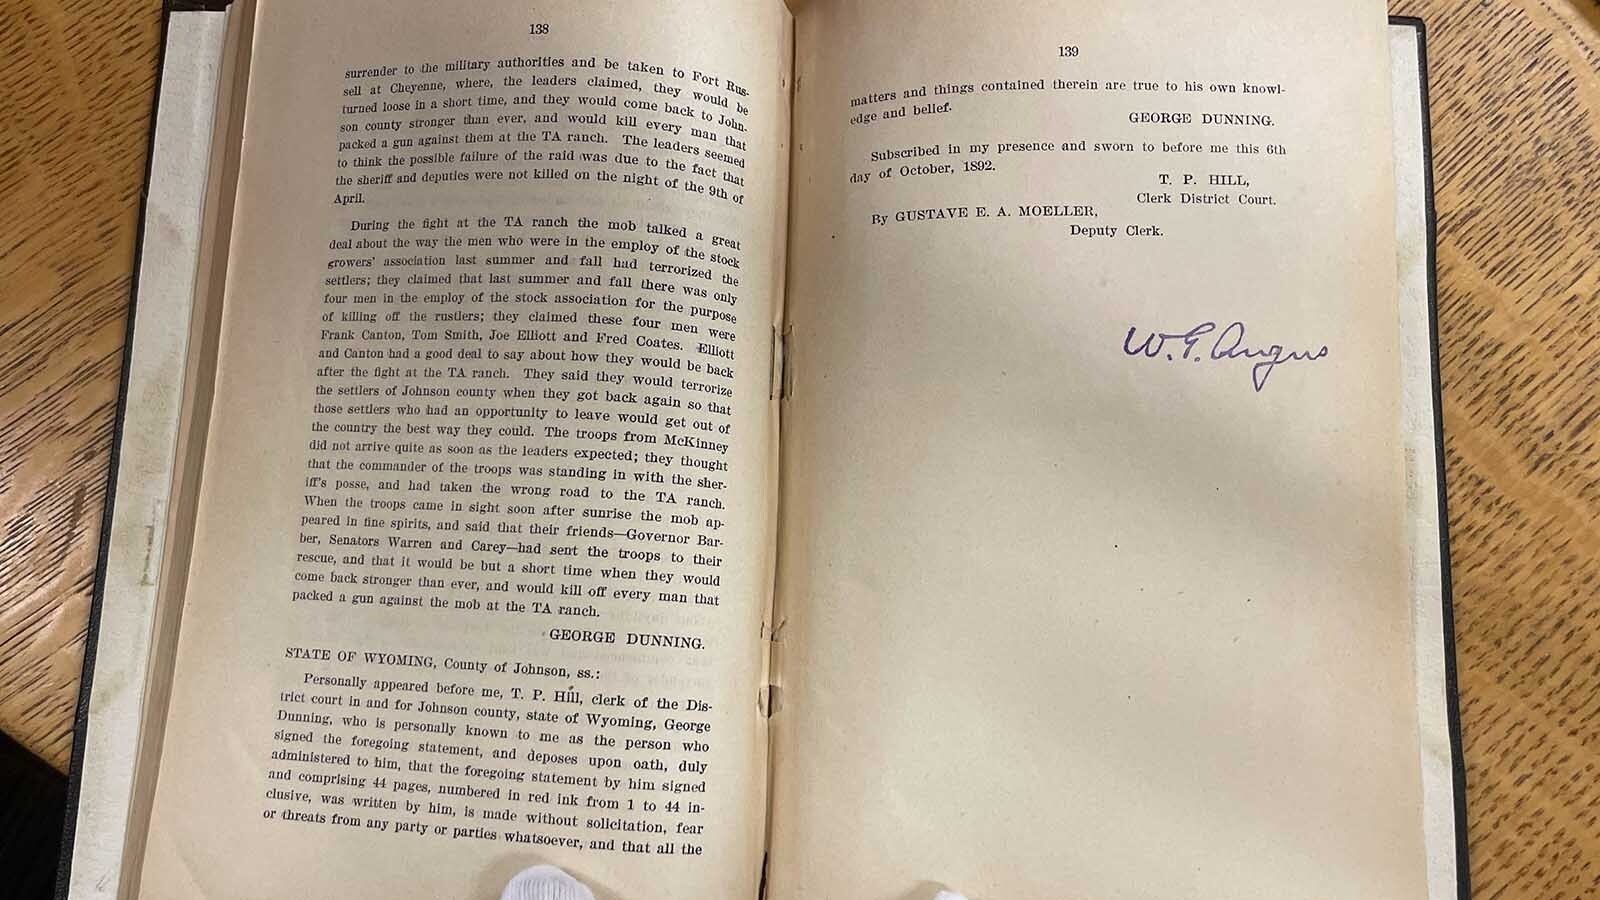 138
surrender to the military authorities and be taken to Fort Rus-
sell at Cheyenne, where, the leaders claimed, they would be
turned loose in a short time, and they would come back to John-
son county stronger than ever, and would kill every man that
packed a gun against them at the TA ranch. The leaders seemed
to think the possible failure of the raid was due to the fact that
the sheriff and deputies were not killed on the night of the 9th of
April.
During the fight at the TA ranch the mob talked a great
deal about the way the men who were in the employ of the stock
growers' association last summer and fall had terrorized the
settlers; they claimed that last summer and fall there was only
four men in the employ of the stock association for the purpose
of killing off the rustlers; they claimed these four men were
Frank Canton, Tom Smith, Joe Elliott and Fred Coates. Elliott
and Canton had a good deal to say about how they would be back
after the fight at the TA ranch. They said they would terrorize
the settlers of Johnson county when they got back again so that
those settlers who had an opportunity to leave would get out of
the country the best way they could. The troops from McKinney
did not arrive quite as soon as the leaders expected; they thought
that the commander of the troops was standing in with the sher-
iff's posse, and had taken the wrong road to the TA ranch.
When the troops came in sight soon after sunrise the mob ap-
peared in fine spirits, and said that their friends—Governor Bar-
ber, Senators Warren and Carey—had sent the troops to their
rescue, and that it would be but a short time when they would
come back stronger than ever, and would kill off every man that
packed a gun against the mob at the TA ranch.
GEORGE DUNNING.
STATE OF WYOMING, County of Johnson, ss.:
Personally appeared before me, T. P. Hill, clerk of the Dis-
trict court in and for Johnson county, state of Wyoming, George
Dunning, who is personally known to me as the person who
signed the foregoing statement, and deposes upon oath, duly
administered to him, that the foregoing statement by him signed
and comprising 44 pages, numbered in red ink from 1 to 44 in-
clusive, was written by him, is made without solicitation, fear
or threats from any party or parties whatsoever, and that all the
139
matters and things contained therein are true to his own knowl-
edge and belief.
GEORGE DUNNING.
Subscribed in my presence and sworn to before me this 6th
day of October, 1892.
T. P. HILL,
Clerk District Court.
By GUSTAVE E. A. MOELLER,
Deputy Clerk.
W. G. Angus